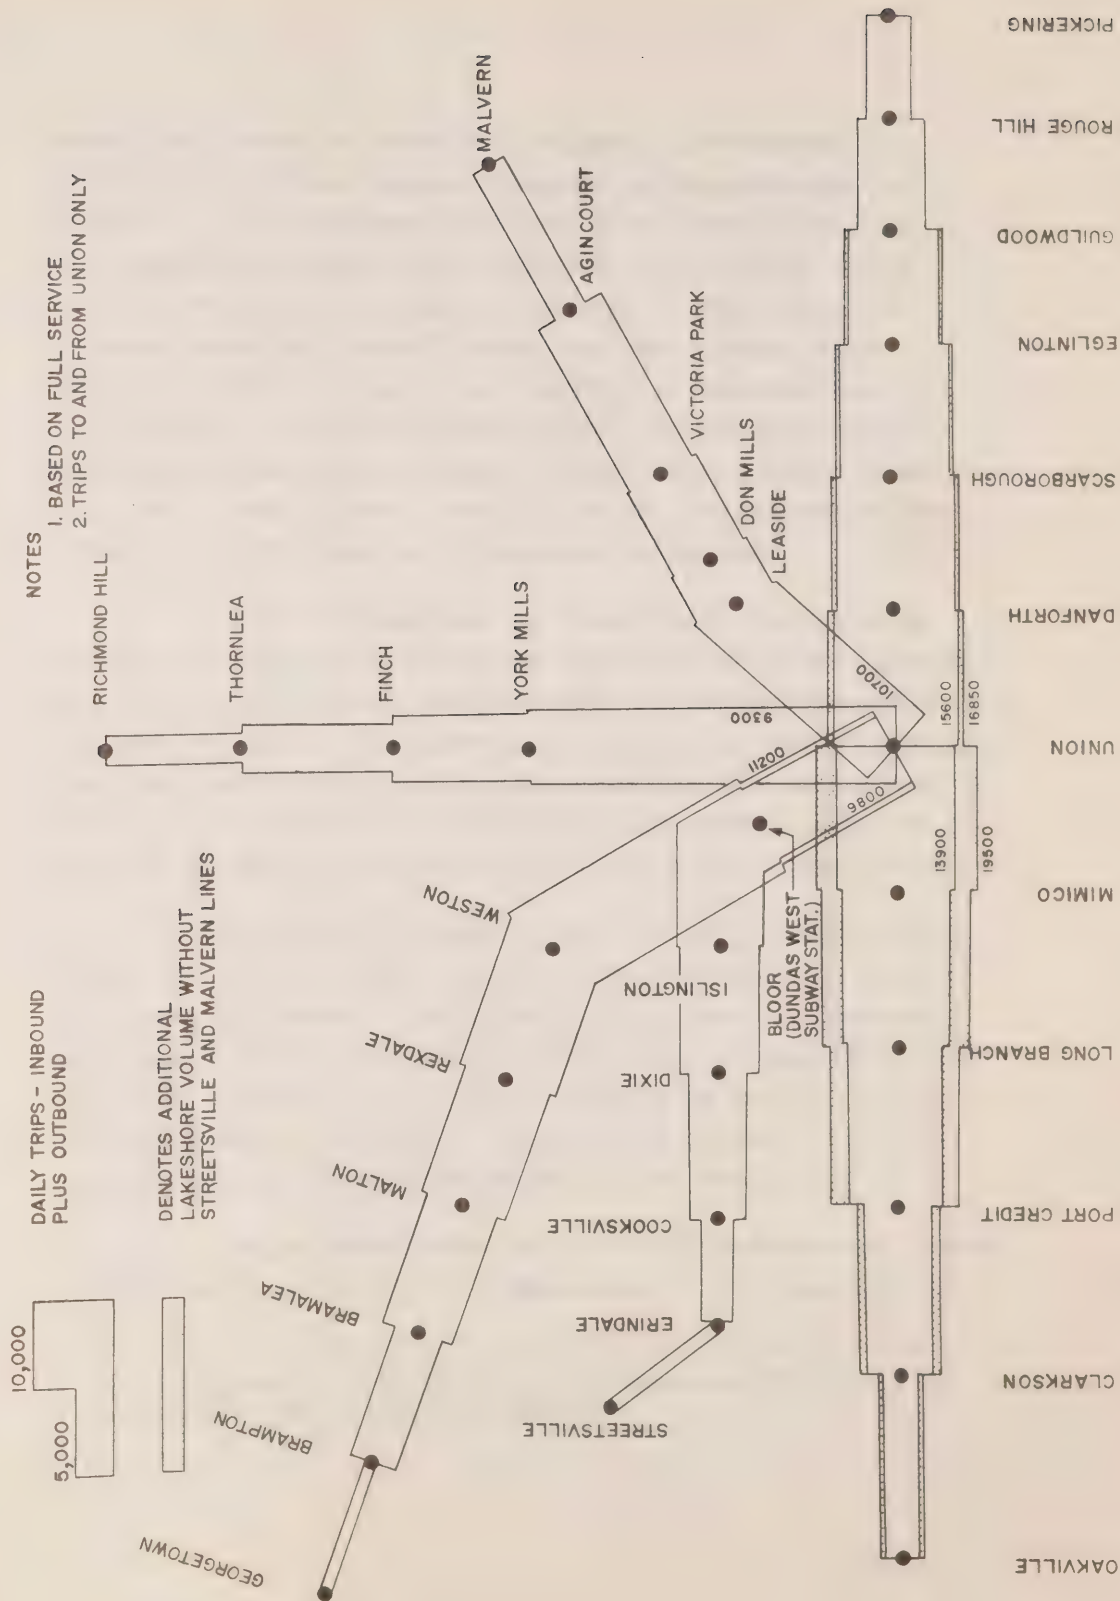 NOTES
1. BASED ON FULL SERVICE
2. TRIPS TO AND FROM UNION ONLY
DAILY TRIPS - INBOUND
PLUS OUTBOUND
10,000
5,000
DENOTES ADDITIONAL
LAKESHORE VOLUME WITHOUT
STREETSVILLE AND MALVERN LINES
RICHMOND HILL
THORNLEA
FINCH
YORK MILLS
9300
MALVERN
AGINCOURT
VICTORIA PARK
DON MILLS
LEASIDE
10700
GEORGETOWN
BRAMPTON
BRAMALEA
MALTON
REXDALE
WESTON
11200
9800
STREETSVILLE
ERINDALE
COOKSVILLE
DIXIE
ISLINGTON
BLOOR
(DUNDAS WEST
SUBWAY STAT.)
13900
19500
15600
16850
OAKVILLE
CLARKSON
PORT CREDIT
LONG BRANCH
MIMICO
UNION
DANFORTH
SCARBOROUGH
EGLINTON
GUILDWOOD
ROUGE HILL
PICKERING